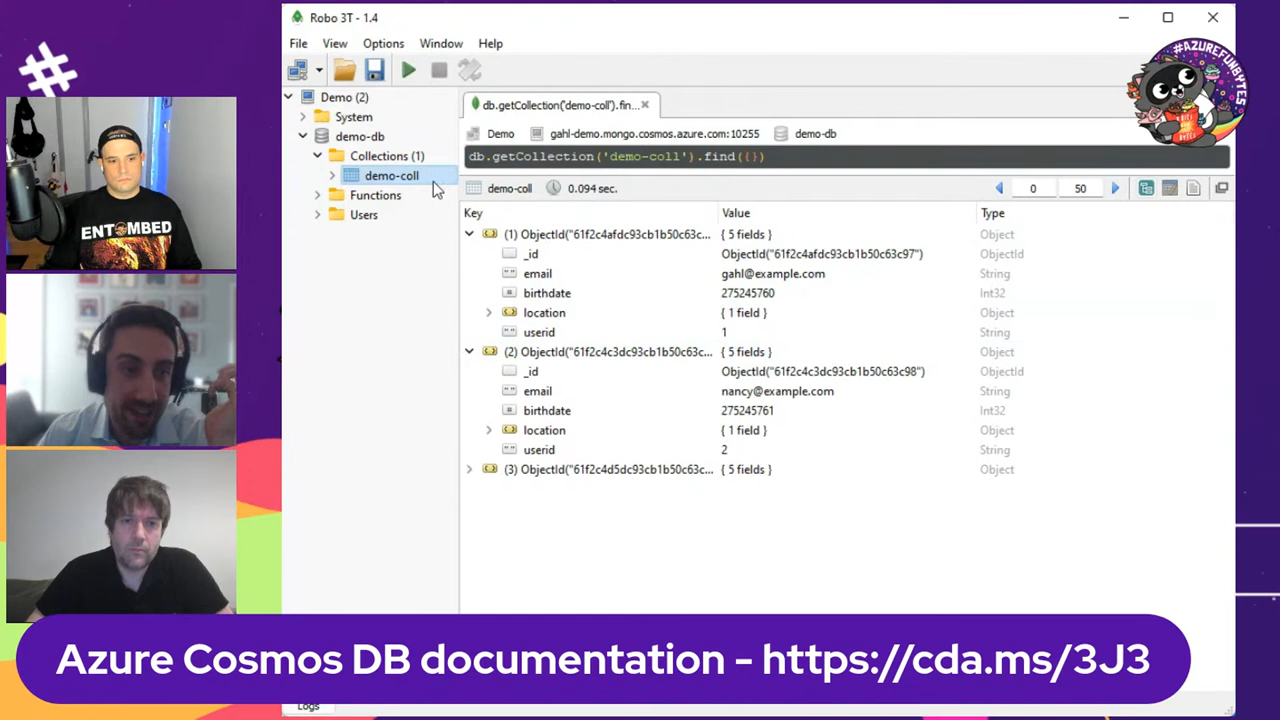 Robo 3T - 1.4
File View Options Window Help
Demo (2)
System
demo-db
Collections (1)
demo-coll
Functions
Users
db.getCollection('demo-coll').fin...
Demo gahl-demo.mongo.cosmos.azure.com:10255 demo-db
db.getCollection('demo-coll').find({})
demo-coll 0.094 sec. 0 50
Key Value Type
(1) ObjectId("61f2c4afdc93cb1b50c63c... { 5 fields } Object
_id ObjectId("61f2c4afdc93cb1b50c63c97") ObjectId
email gahl@example.com String
birthdate 275245760 Int32
location { 1 field } Object
userid 1 String
(2) ObjectId("61f2c4c3dc93cb1b50c63c... { 5 fields } Object
_id ObjectId("61f2c4c3dc93cb1b50c63c98") ObjectId
email nancy@example.com String
birthdate 275245761 Int32
location { 1 field } Object
userid 2 String
(3) ObjectId("61f2c4d5dc93cb1b50c63c... { 5 fields } Object
Logs
#
#AZUREFUNBYTES
BITES AND BYTES
ENTOMBED
Azure Cosmos DB documentation - https://cda.ms/3J3